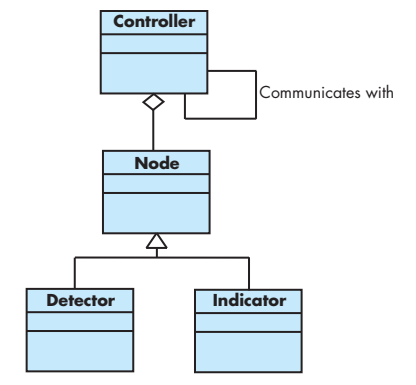 Controller
Communicates with
Node
Detector
Indicator